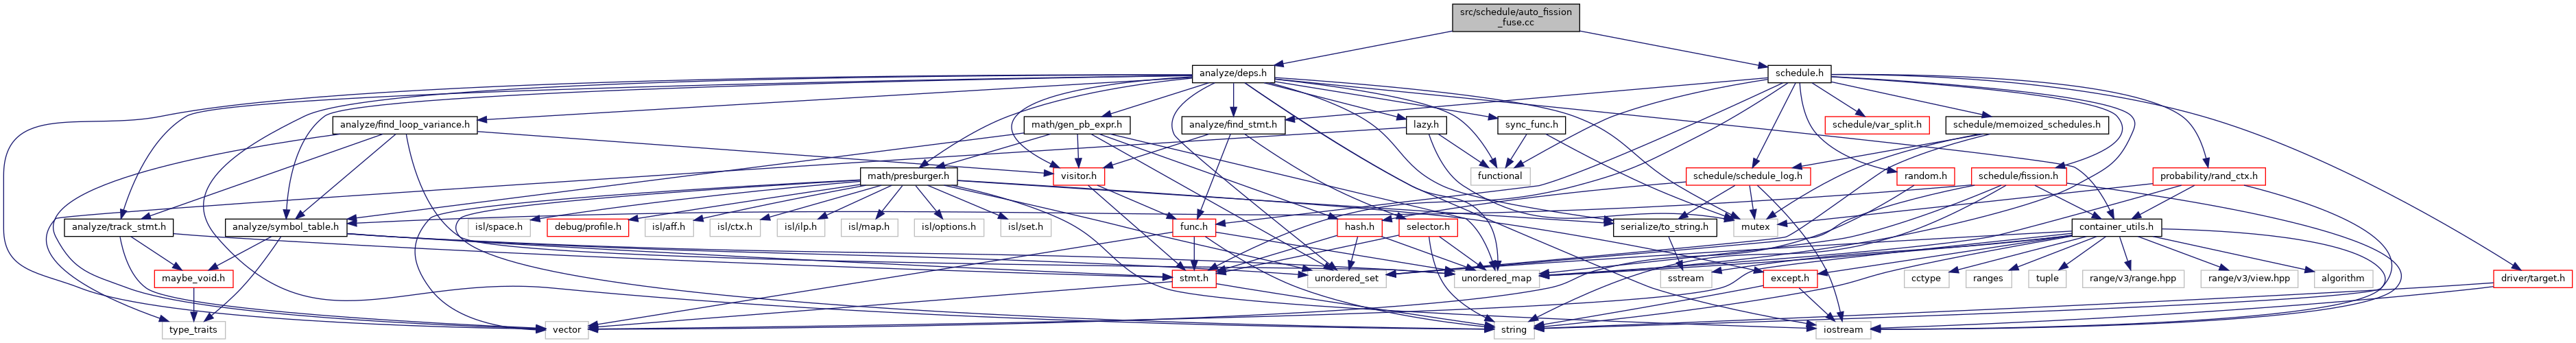 src/schedule/auto_fission
_fuse.cc
analyze/deps.h
schedule.h
analyze/find_loop_variance.h
math/gen_pb_expr.h
analyze/find_stmt.h
lazy.h
sync_func.h
schedule/var_split.h
schedule/memoized_schedules.h
math/presburger.h
visitor.h
functional
schedule/schedule_log.h
random.h
schedule/fission.h
probability/rand_ctx.h
analyze/track_stmt.h
analyze/symbol_table.h
isl/space.h
debug/profile.h
isl/aff.h
isl/ctx.h
isl/ilp.h
isl/map.h
isl/options.h
isl/set.h
func.h
hash.h
selector.h
serialize/to_string.h
mutex
container_utils.h
maybe_void.h
stmt.h
unordered_set
unordered_map
sstream
except.h
cctype
ranges
tuple
range/v3/range.hpp
range/v3/view.hpp
algorithm
driver/target.h
type_traits
vector
string
iostream